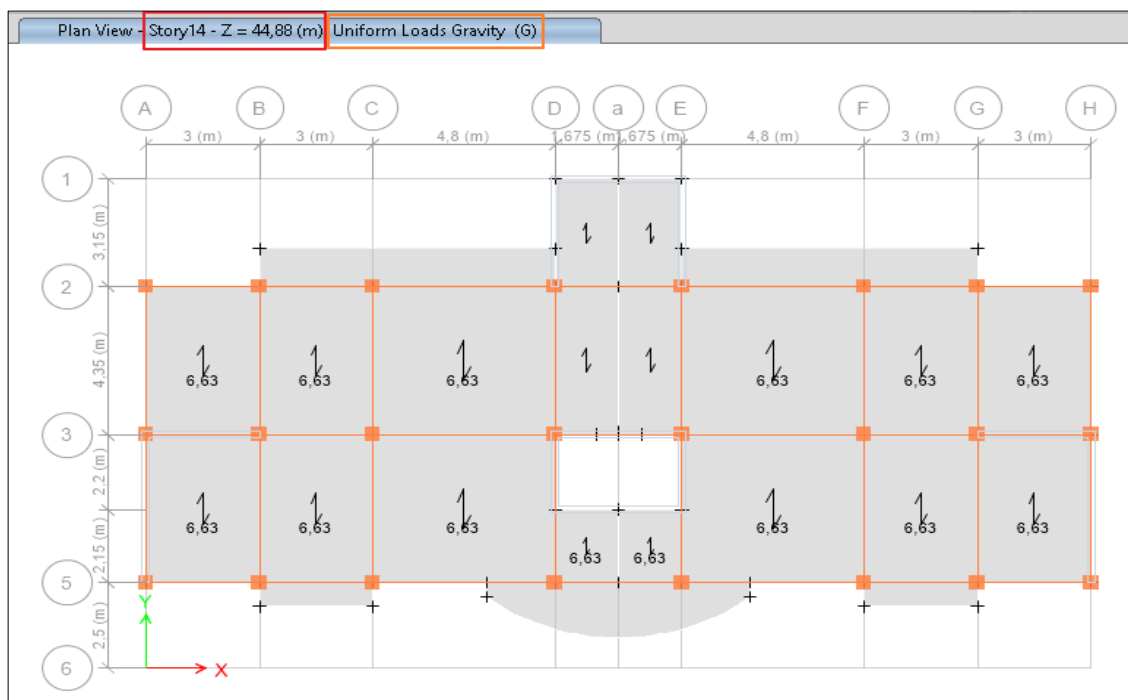 Plan View - Story14 - Z = 44,88 (m) Uniform Loads Gravity (G)
A B C D a E F G H
3 (m) 3 (m) 4,8 (m) 1,675 (m) 1,675 (m) 4,8 (m) 3 (m) 3 (m)
1
3,15 (m)
2
4,35 (m)
6,63 6,63 6,63 6,63 6,63 6,63
3
2,2 (m)
6,63 6,63 6,63 6,63 6,63 6,63
2,15 (m)
6,63 6,63
5
Y
2,5 (m)
6
X